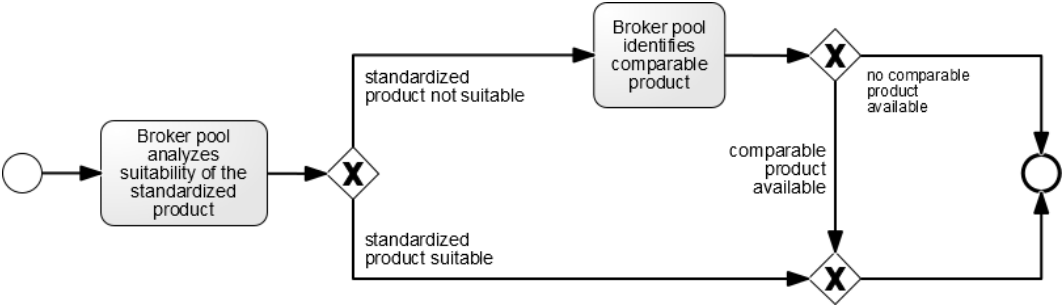 Broker pool
analyzes
suitability of the
standardized
product
standardized
product not suitable
standardized
product suitable
Broker pool
identifies
comparable
product
no comparable
product
available
comparable
product
available